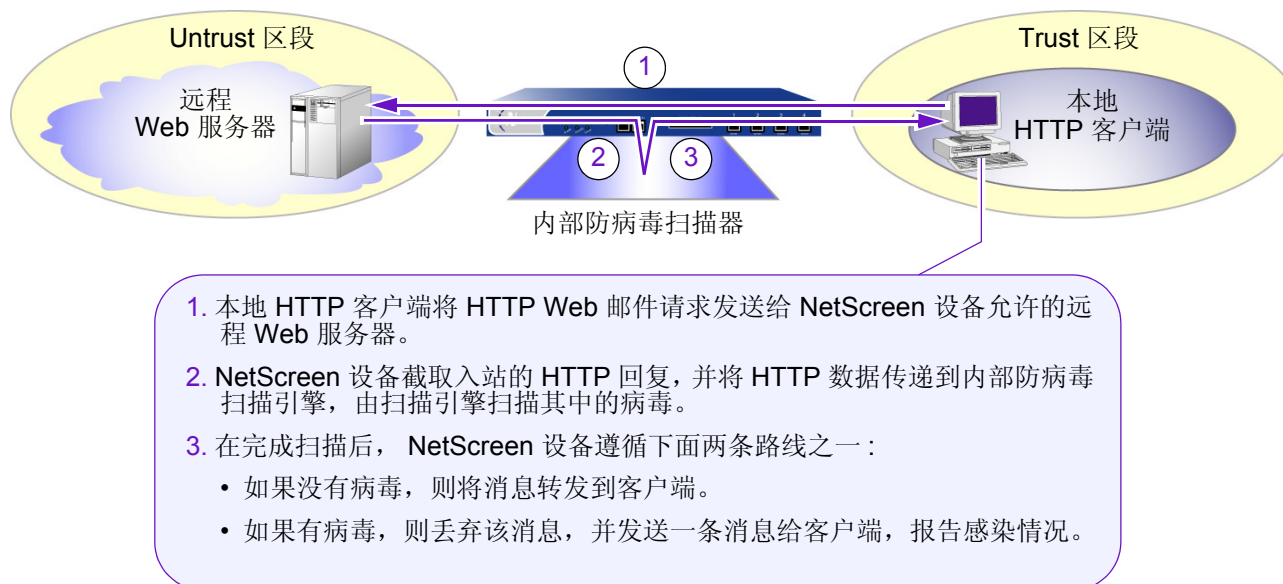 Untrust 区段
Trust 区段
1
远程
Web 服务器
本地
HTTP 客户端
2
3
内部防病毒扫描器
1. 本地 HTTP 客户端将 HTTP Web 邮件请求发送给 NetScreen 设备允许的远
程 Web 服务器。
2. NetScreen 设备截取入站的 HTTP 回复，并将 HTTP 数据传递到内部防病毒
扫描引擎，由扫描引擎扫描其中的病毒。
3. 在完成扫描后， NetScreen 设备遵循下面两条路线之一 :
• 如果没有病毒，则将消息转发到客户端。
• 如果有病毒，则丢弃该消息，并发送一条消息给客户端，报告感染情况。